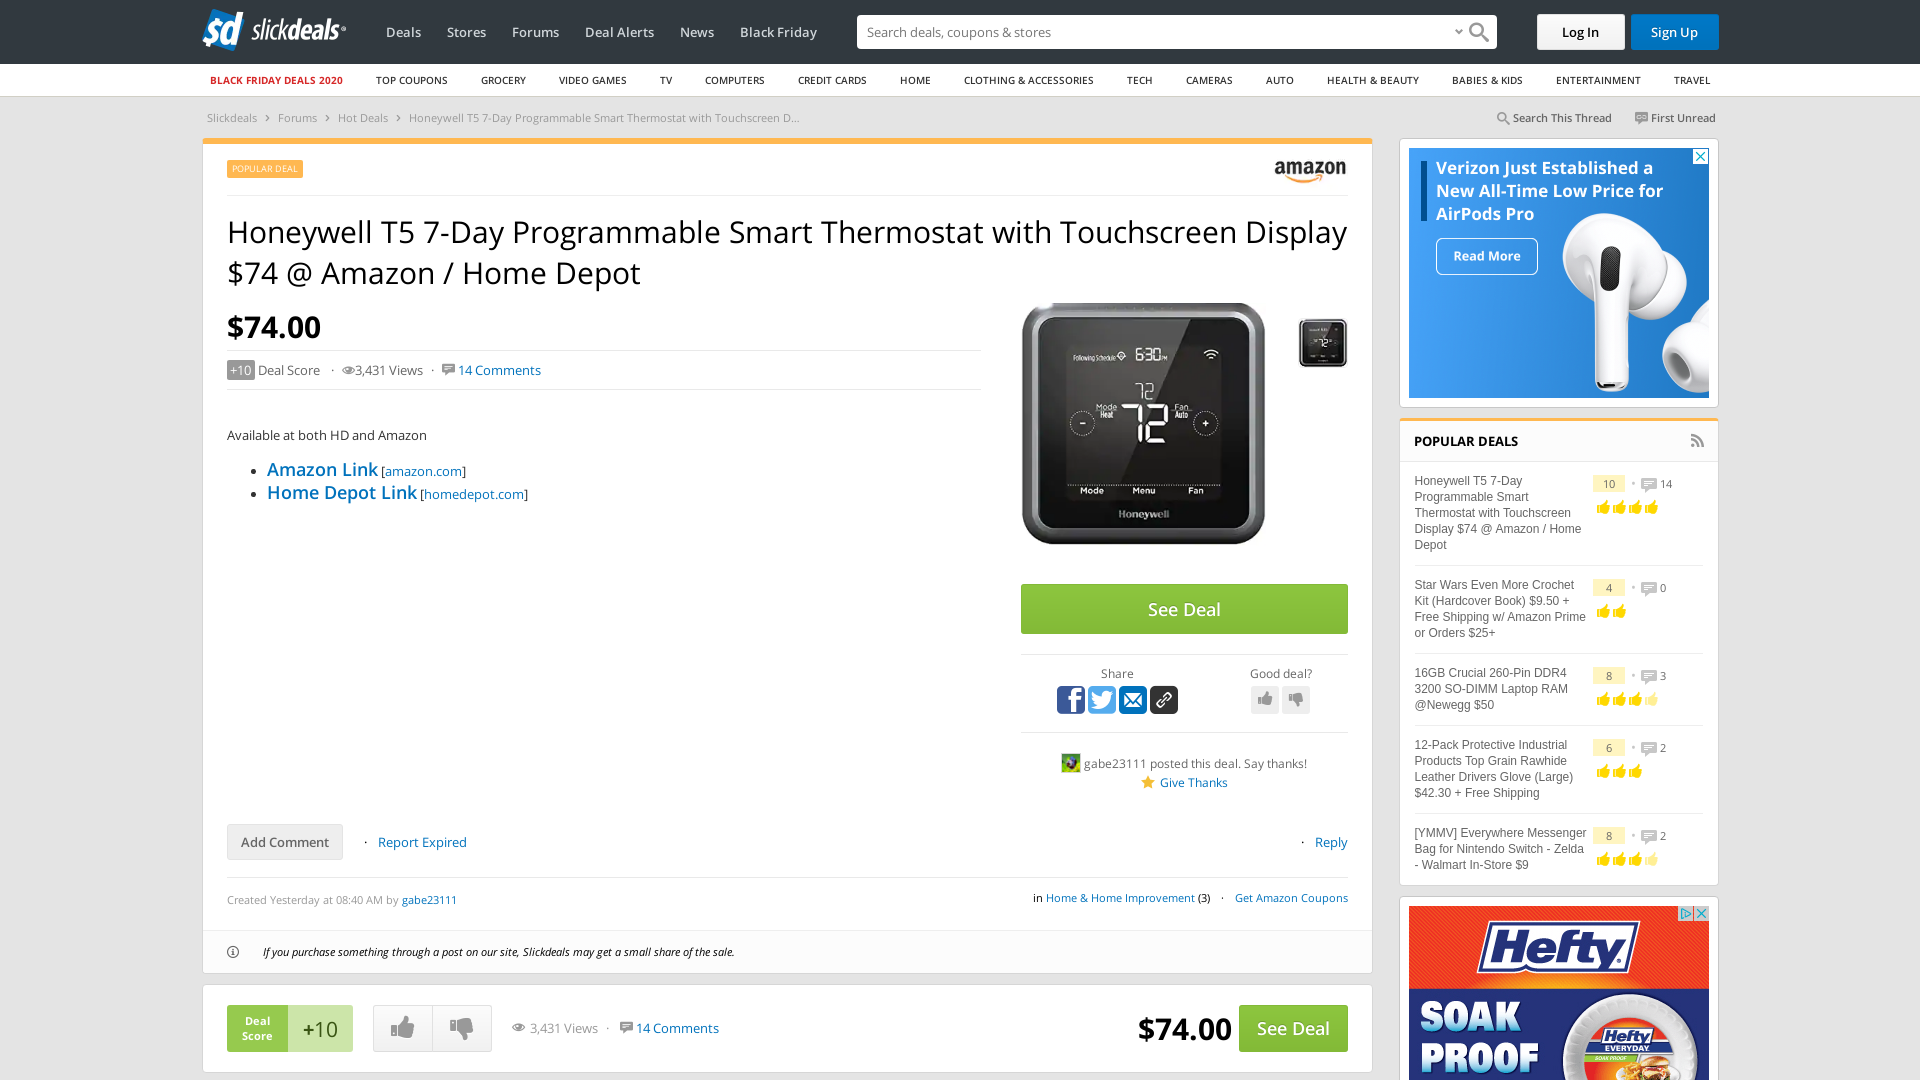 slickdeals
Deals
Stores
Forums
Deal Alerts
News
Black Friday
Search deals, coupons & stores
Log In
Sign Up
BLACK FRIDAY DEALS 2020
TOP COUPONS
GROCERY
VIDEO GAMES
TV
COMPUTERS
CREDIT CARDS
HOME
CLOTHING & ACCESSORIES
TECH
CAMERAS
AUTO
HEALTH & BEAUTY
BABIES & KIDS
ENTERTAINMENT
TRAVEL
Slickdeals › Forums › Hot Deals › Honeywell T5 7-Day Programmable Smart Thermostat with Touchscreen D...
Search This Thread
First Unread
POPULAR DEAL
amazon
Honeywell T5 7-Day Programmable Smart Thermostat with Touchscreen Display
$74 @ Amazon / Home Depot
$74.00
+10 Deal Score · 3,431 Views · 14 Comments
Available at both HD and Amazon
• Amazon Link [amazon.com]
• Home Depot Link [homedepot.com]
Following Schedule 6:30 PM
72
Mode
Heat
72
Fan
Auto
- +
Mode Menu Fan
Honeywell
See Deal
Share
Good deal?
gabe23111 posted this deal. Say thanks!
Give Thanks
Add Comment
· Report Expired
· Reply
Created Yesterday at 08:40 AM by gabe23111
in Home & Home Improvement (3) · Get Amazon Coupons
If you purchase something through a post on our site, Slickdeals may get a small share of the sale.
Deal
Score
+10
3,431 Views · 14 Comments
$74.00
See Deal
Verizon Just Established a
New All-Time Low Price for
AirPods Pro
Read More
POPULAR DEALS
Honeywell T5 7-Day
Programmable Smart
Thermostat with Touchscreen
Display $74 @ Amazon / Home
Depot
10 • 14
Star Wars Even More Crochet
Kit (Hardcover Book) $9.50 +
Free Shipping w/ Amazon Prime
or Orders $25+
4 • 0
16GB Crucial 260-Pin DDR4
3200 SO-DIMM Laptop RAM
@Newegg $50
8 • 3
12-Pack Protective Industrial
Products Top Grain Rawhide
Leather Drivers Glove (Large)
$42.30 + Free Shipping
6 • 2
[YMMV] Everywhere Messenger
Bag for Nintendo Switch - Zelda
- Walmart In-Store $9
8 • 2
Hefty
SOAK
PROOF
Hefty
EVERYDAY
SOAK PROOF